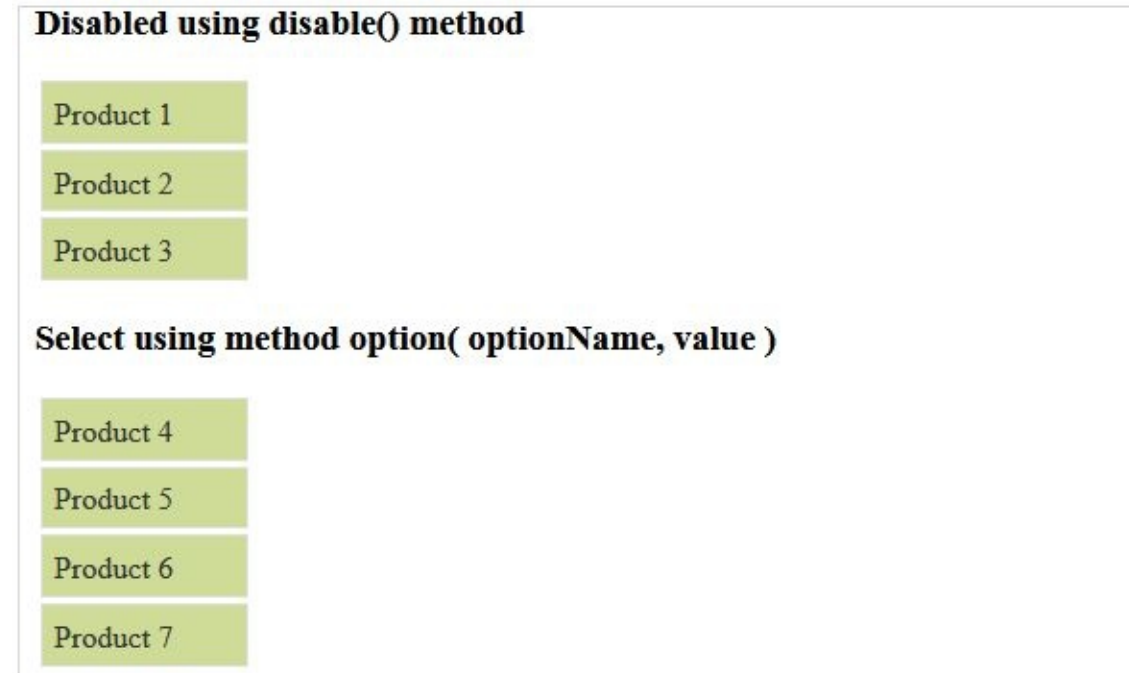 Disabled using disable() method
Product 1
Product 2
Product 3
Select using method option( optionName, value )
Product 4
Product 5
Product 6
Product 7